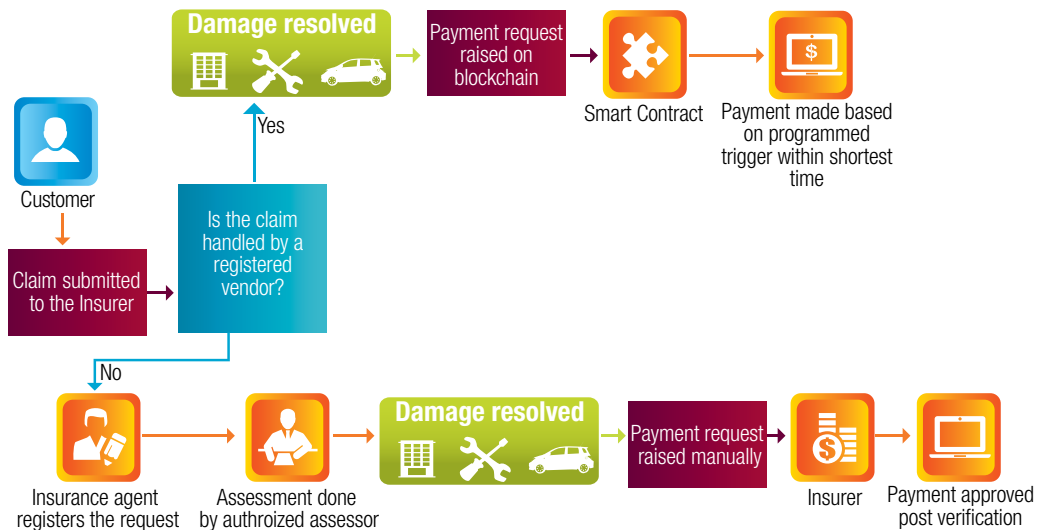 Damage resolved
Payment request
raised on
blockchain
$
Smart Contract
Payment made based
on programmed
trigger within shortest
time
Yes
Customer
Is the claim
handled by a
registered
vendor?
Claim submitted
to the Insurer
No
Insurance agent
registers the request
Assessment done
by authroized assessor
Damage resolved
Payment request
raised manually
$
Insurer
Payment approved
post verification